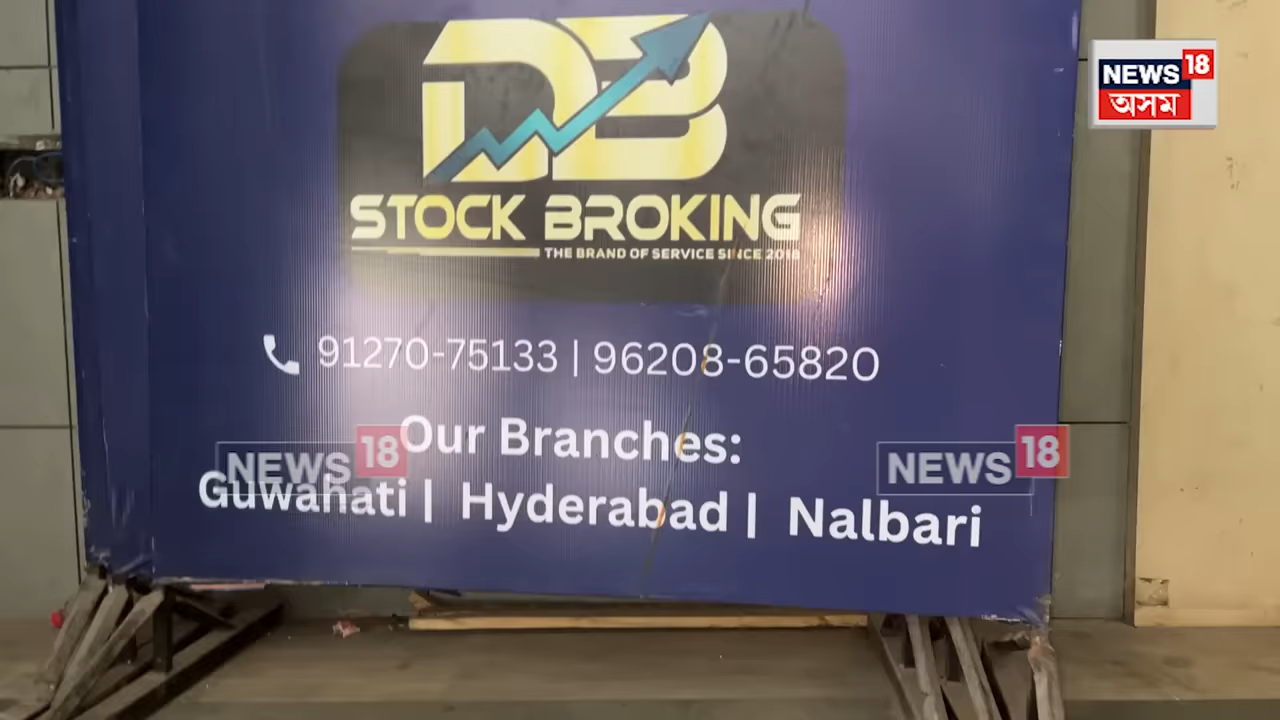 NEWS 18
অসম
DB
STOCK BROKING
THE BRAND OF SERVICE SINCE 2018
91270-75133 | 96208-65820
Our Branches:
NEWS 18
NEWS 18
Guwahati | Hyderabad | Nalbari